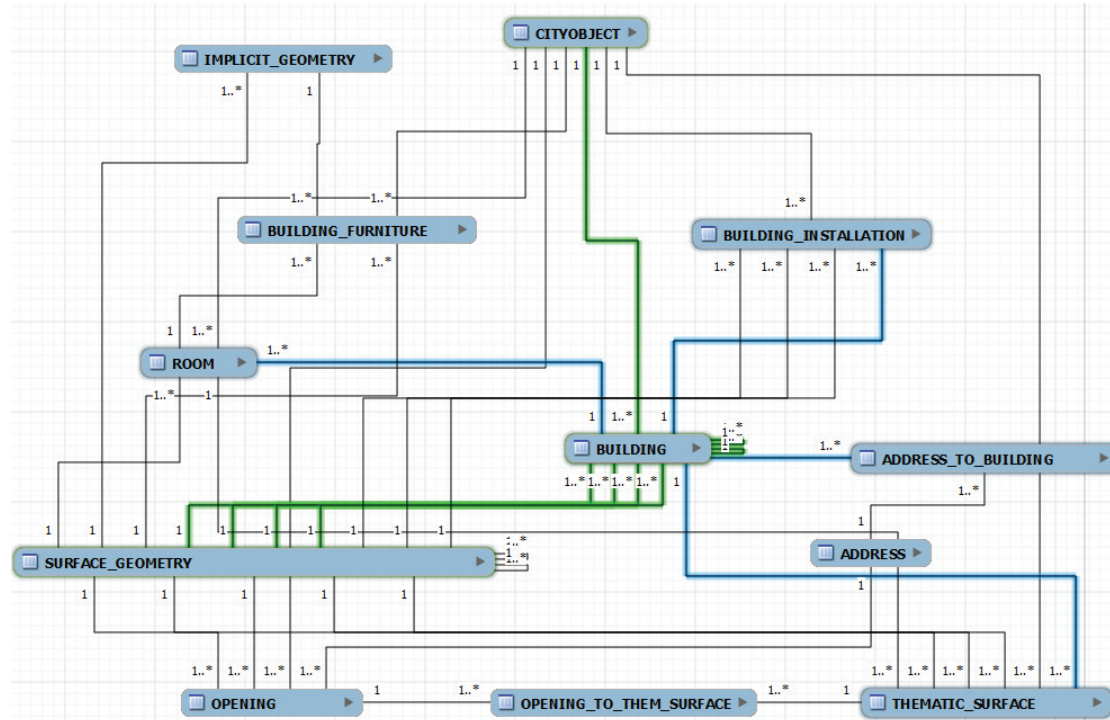 CITYOBJECT
IMPLICIT_GEOMETRY
1 1 1 1 1 1
1..* 1
1..* 1..* 1..*
BUILDING_FURNITURE
BUILDING_INSTALLATION
1..* 1..*
1..* 1..* 1..* 1..*
1 1..*
ROOM
1..*
1..* 1
1 1..* 1
BUILDING
1..*
ADDRESS_TO_BUILDING
1..* 1..* 1..* 1
1..*
1 1 1 1 1 1 1 1 1 1
ADDRESS
SURFACE_GEOMETRY
1
1..*
1 1 1 1 1
1
1..* 1..* 1..* 1..*
1..* 1..* 1..* 1..* 1..* 1..*
OPENING
1 1..*
OPENING_TO_THEM_SURFACE
1..* 1
THEMATIC_SURFACE